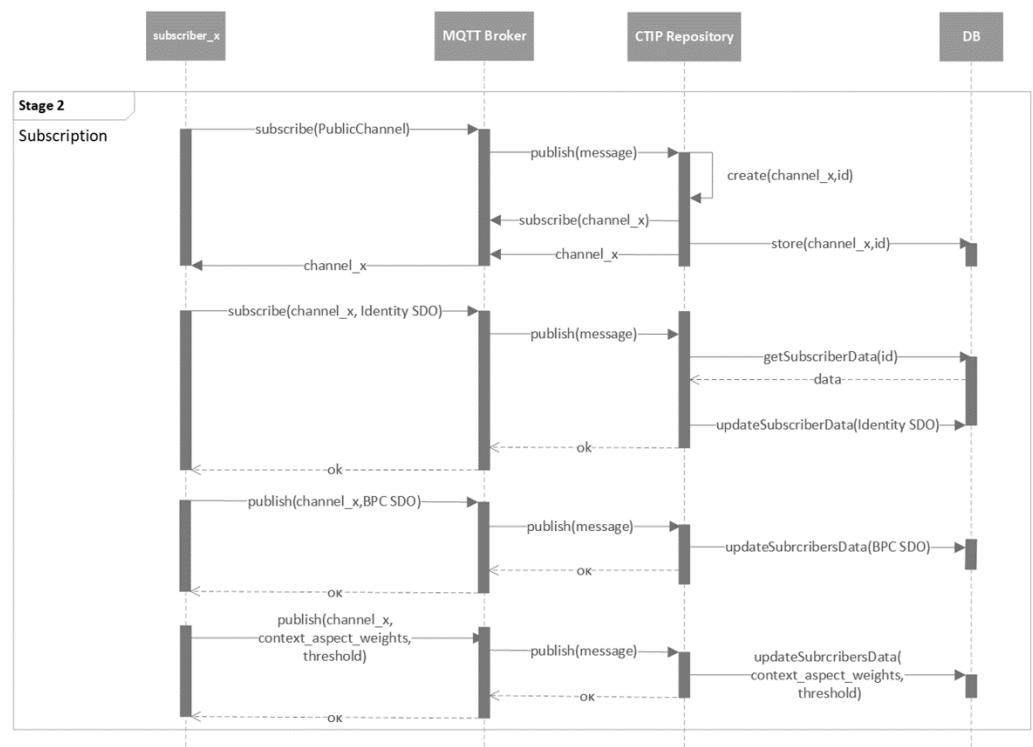 subscriber_x
MQTT Broker
CTIP Repository
DB
Stage 2
Subscription
subscribe(PublicChannel)
publish(message)
create(channel_x,id)
subscribe(channel_x)
store(channel_x,id)
channel_x
channel_x
subscribe(channel_x, Identity SDO)
publish(message)
getSubscriberData(id)
data
updateSubscriberData(Identity SDO)
ok
ok
publish(channel_x,BPC SDO)
publish(message)
updateSubrcribersData(BPC SDO)
ok
ok
publish(channel_x,
context_aspect_weights,
threshold)
publish(message)
updateSubrcribersData(
context_aspect_weights,
threshold)
ok
ok